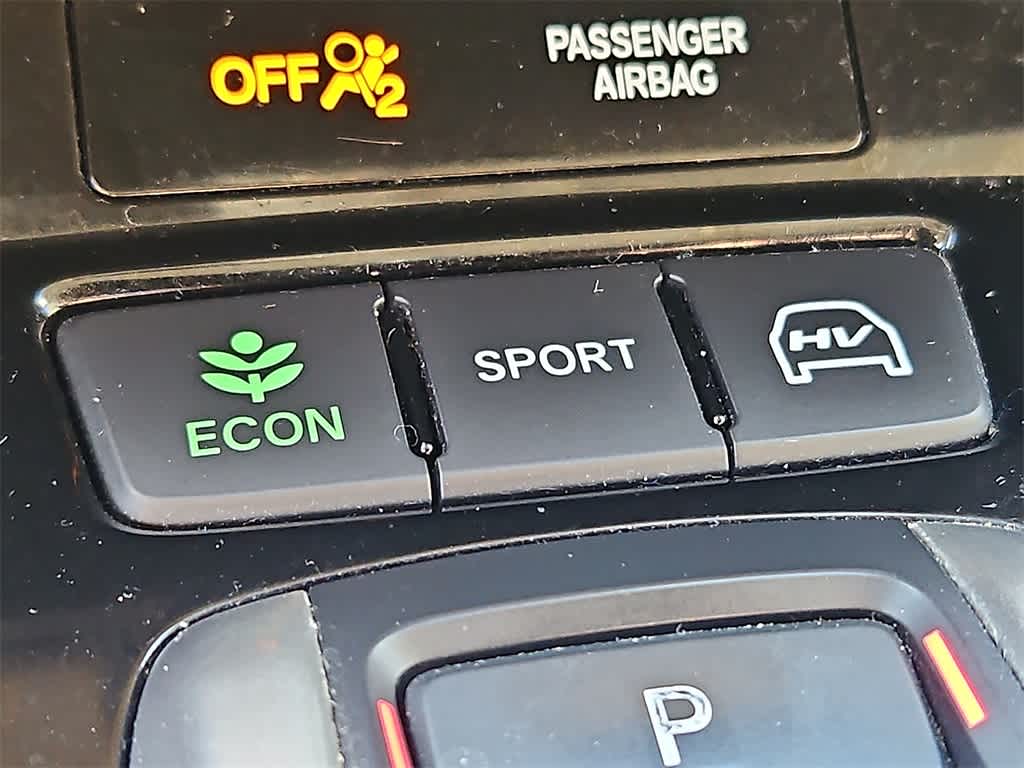 OFF 2
PASSENGER
AIRBAG
ECON
SPORT
HV
P